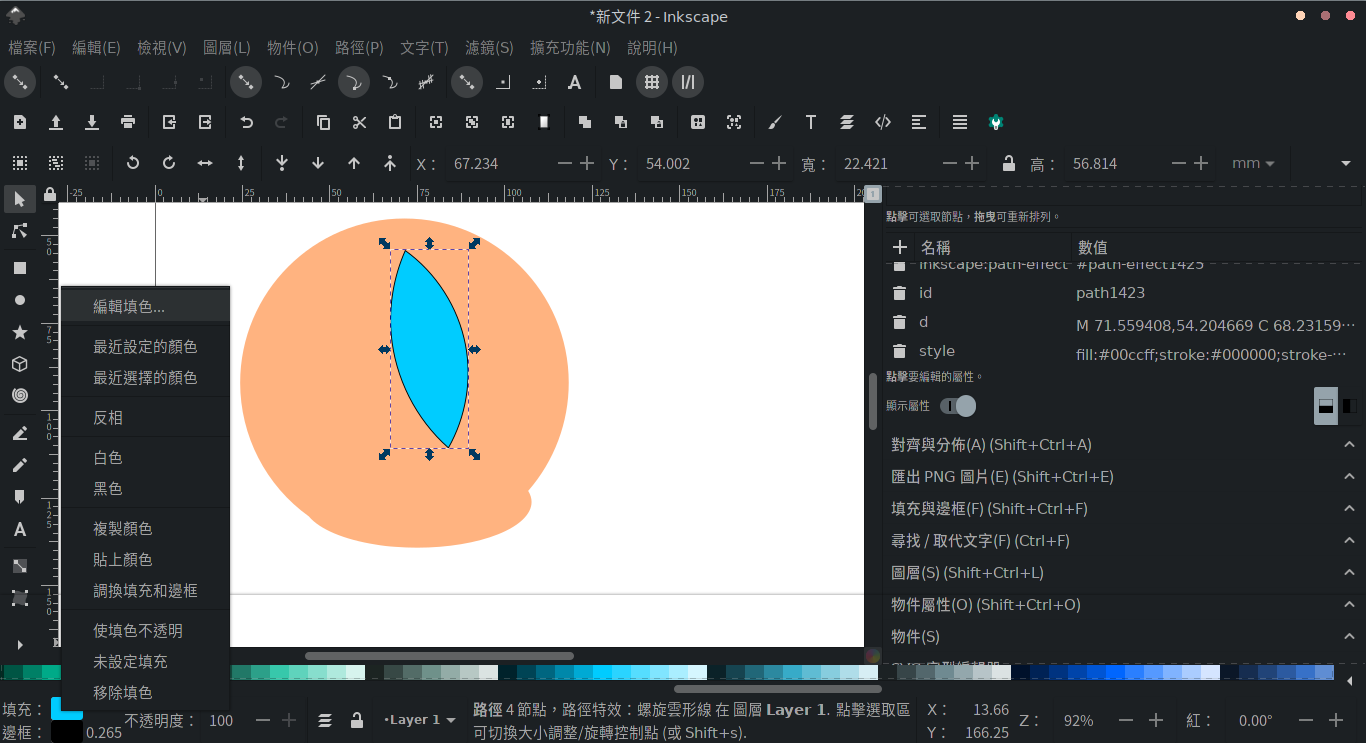 *新文件 2 - Inkscape
檔案(F) 編輯(E) 檢視(V) 圖層(L) 物件(O) 路徑(P) 文字(T) 濾鏡(S) 擴充功能(N) 說明(H)
X： 67.234 Y： 54.002 寬： 22.421 高： 56.814 mm
-25 0 25 50 75 100 125 150 175 20
1
50
75
100
125
150
編輯填色...
最近設定的顏色
最近選擇的顏色
反相
白色
黑色
複製顏色
貼上顏色
調換填充和邊框
使填色不透明
未設定填充
移除填色
點擊可選取節點，拖曳可重新排列。
名稱 數值
inkscape:path-effect #path-effect1425
id path1423
d M 71.559408,54.204669 C 68.23159⋯
style fill:#00ccff;stroke:#000000;stroke-⋯
點擊要編輯的屬性。
顯示屬性
對齊與分佈(A) (Shift+Ctrl+A)
匯出 PNG 圖片(E) (Shift+Ctrl+E)
填充與邊框(F) (Shift+Ctrl+F)
尋找 / 取代文字(F) (Ctrl+F)
圖層(S) (Shift+Ctrl+L)
物件屬性(O) (Shift+Ctrl+O)
物件(S)
填充： 不透明度： 100
邊框： 0.265
•Layer 1
路徑 4 節點，路徑特效：螺旋雲形線 在 圖層 Layer 1. 點擊選取區
可切換大小調整/旋轉控制點 (或 Shift+s).
X： 13.66
Y： 166.25
Z： 92% 紅： 0.00°